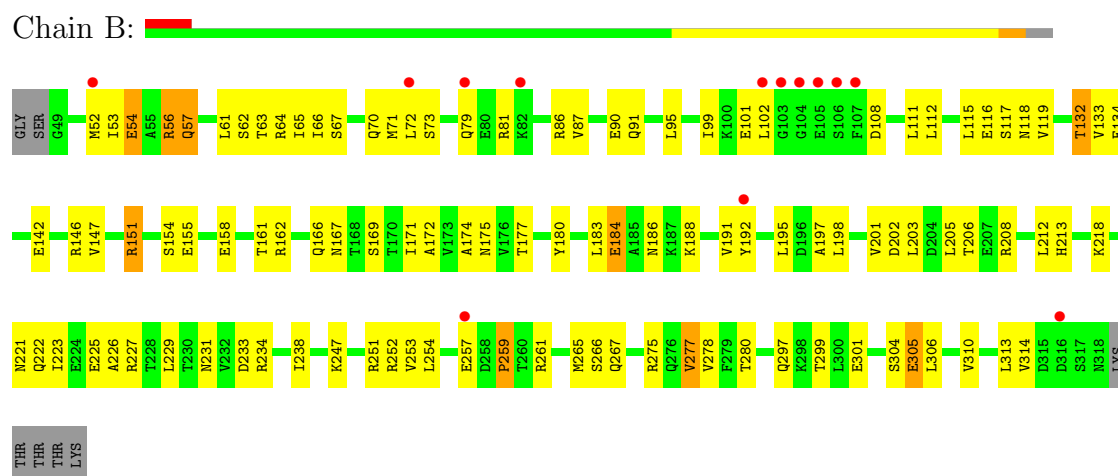 Chain B:
GLY SER G49 M52 I53 E54 A55 R56 Q57 L61 S62 T63 R64 I65 I66 S67 Q70 M71 L72 S73 Q79 E80 R81 K82 R86 V87 E90 Q91 L95 I99 K100 E101 L102 G103 G104 E105 S106 F107 D108 L111 L112 L115 E116 S117 N118 V119 T132 V133 E134
E142 R146 V147 R151 S154 E155 E158 T161 R162 Q166 N167 T168 S169 T170 I171 A172 V173 A174 N175 V176 T177 Y180 L183 E184 A185 N186 K187 K188 V191 Y192 L195 D196 A197 L198 V201 D202 L203 D204 L205 T206 E207 R208 L212 H213 K218
N221 Q222 I223 E224 E225 A226 R227 T228 L229 T230 N231 V232 D233 R234 I238 K247 R251 R252 V253 L254 E257 D258 P259 T260 R261 M265 S266 Q267 R275 Q276 V277 V278 F279 T280 Q297 K298 T299 L300 E301 S304 E305 L306 V310 L313 V314 D315 D316 S317 N318 LYS
THR THR THR LYS